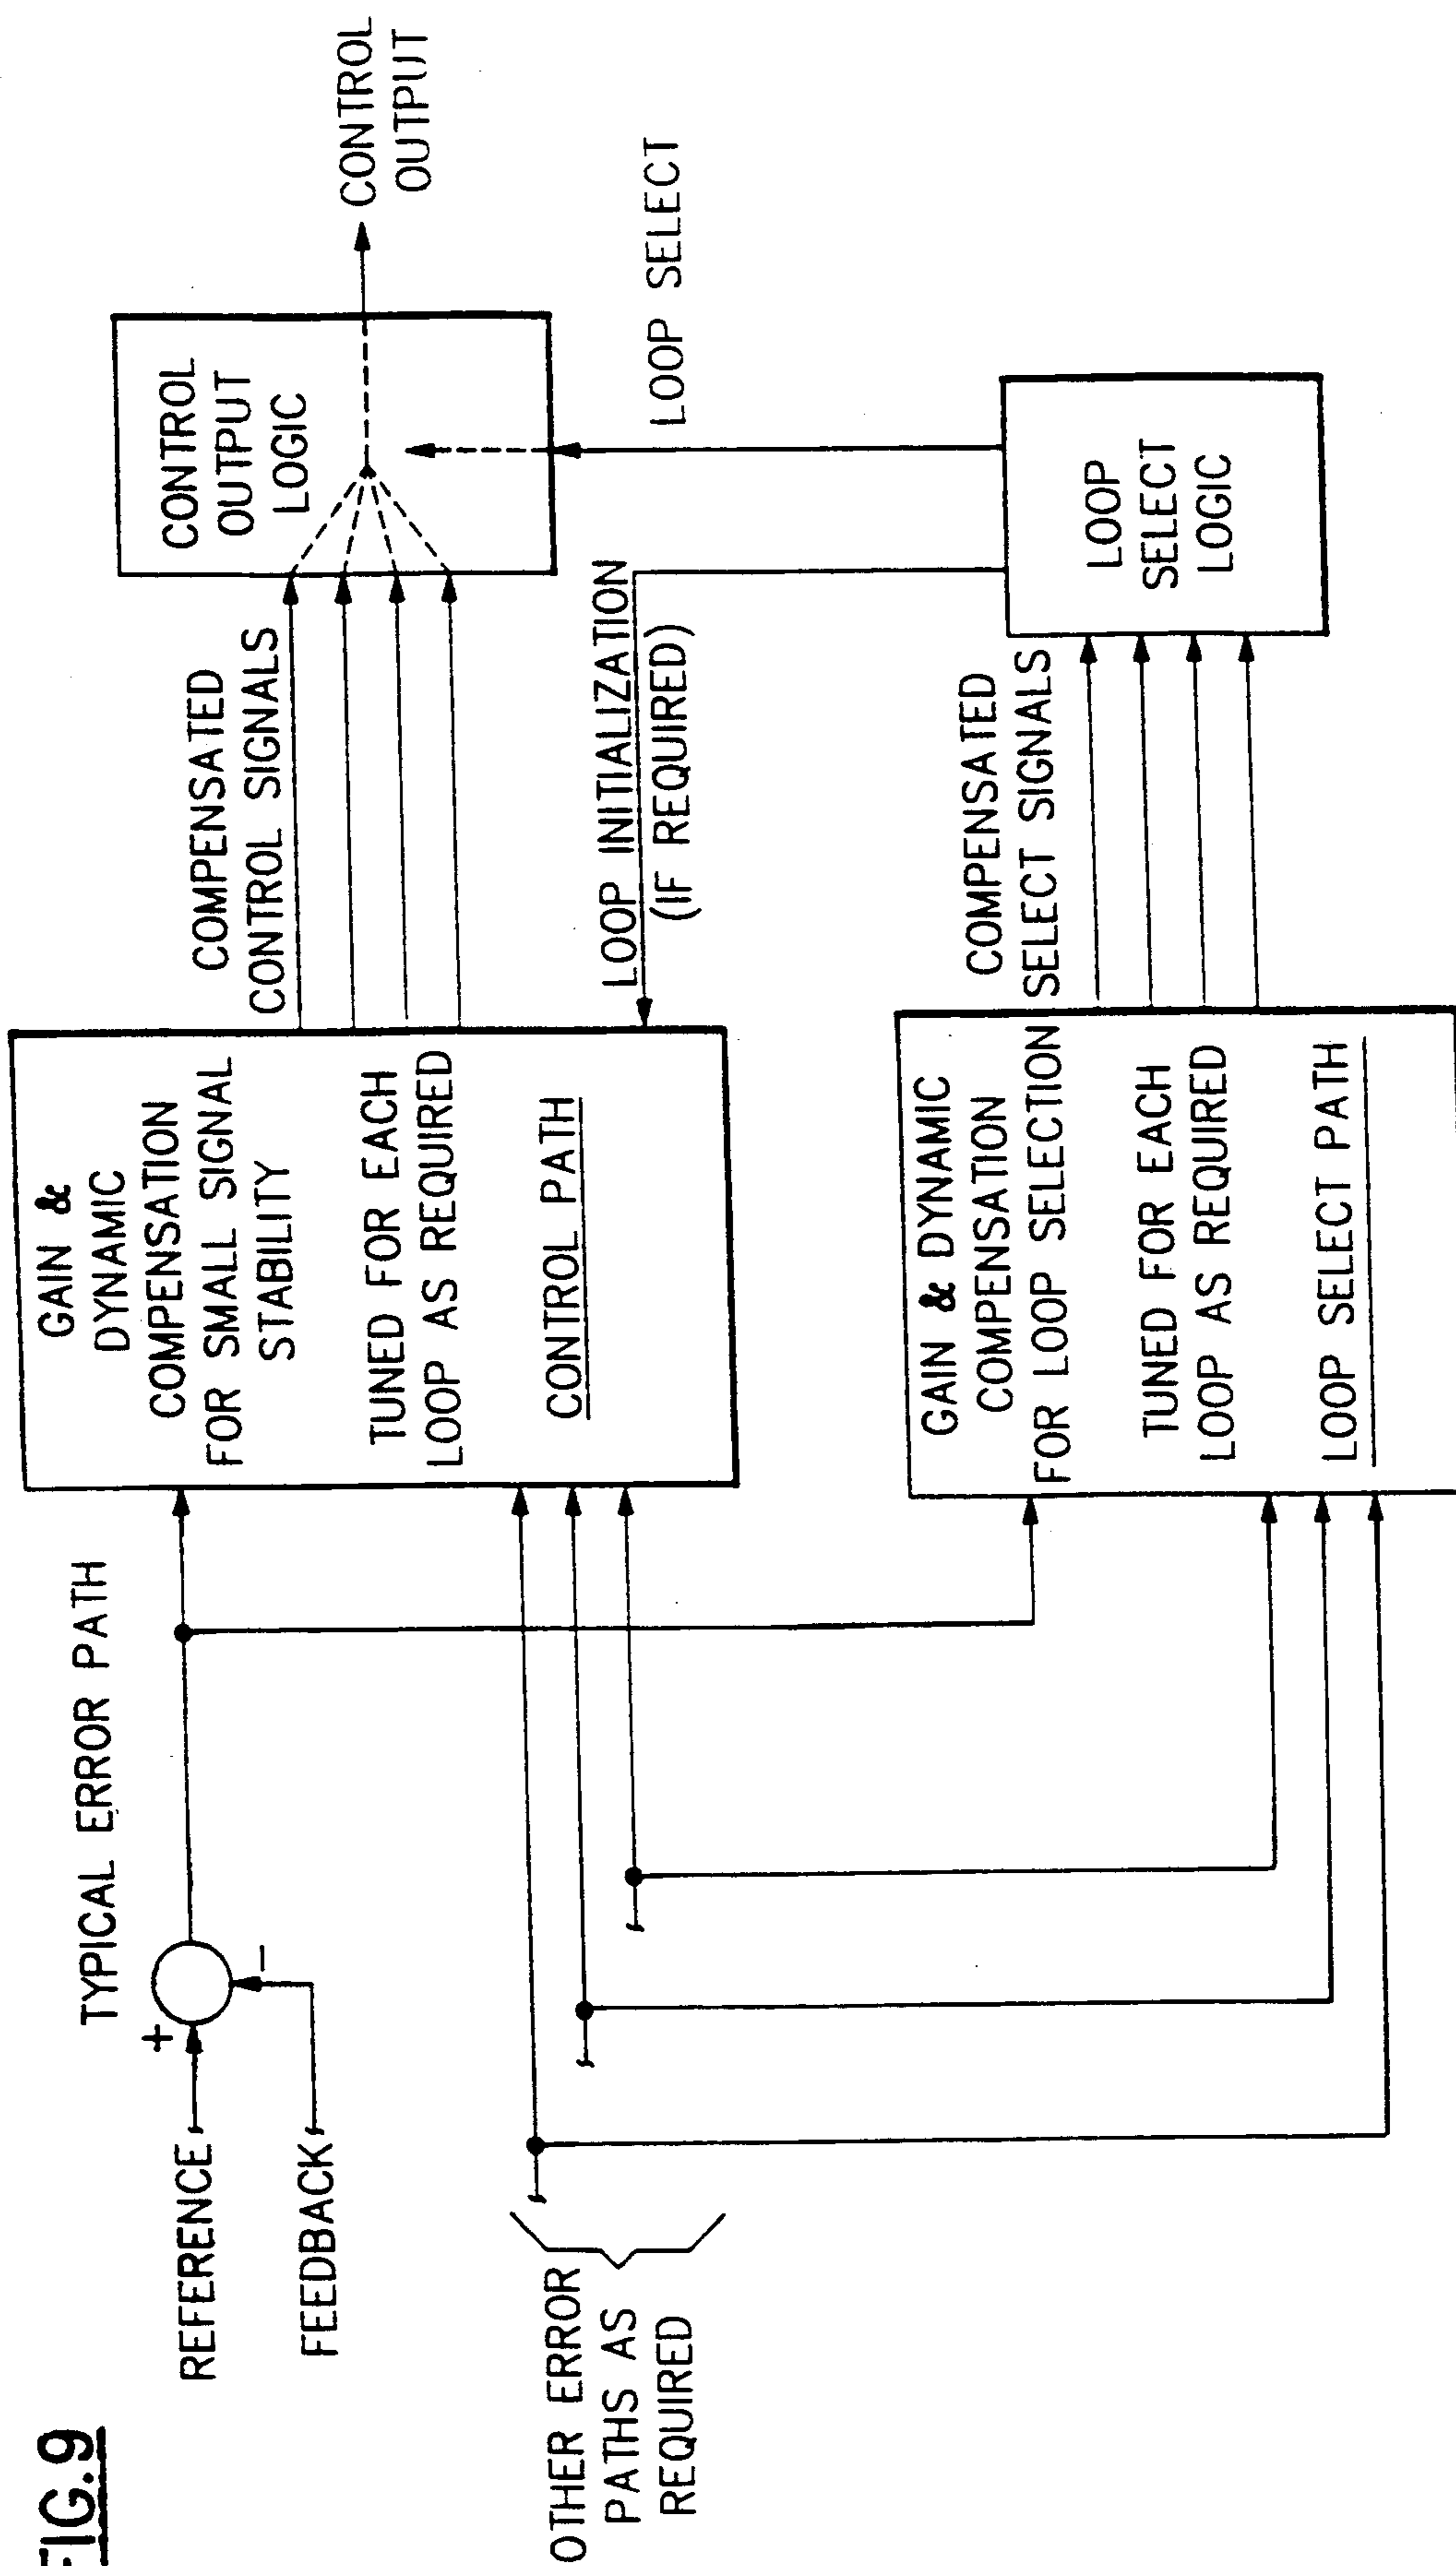 FIG.9
TYPICAL ERROR PATH
REFERENCE
+
-
FEEDBACK
OTHER ERROR
PATHS AS
REQUIRED
GAIN &
DYNAMIC
COMPENSATION
FOR SMALL SIGNAL
STABILITY
TUNED FOR EACH
LOOP AS REQUIRED
CONTROL PATH
COMPENSATED
CONTROL SIGNALS
CONTROL
OUTPUT
LOGIC
CONTROL
OUTPUT
LOOP INITIALIZATION
(IF REQUIRED)
LOOP SELECT
GAIN & DYNAMIC
COMPENSATION
FOR LOOP SELECTION
TUNED FOR EACH
LOOP AS REQUIRED
LOOP SELECT PATH
COMPENSATED
SELECT SIGNALS
LOOP
SELECT
LOGIC